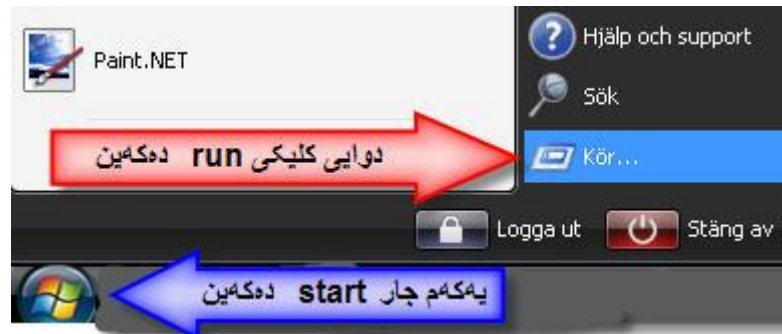 Paint.NET
Hjälp och support
Sök
دوایی کلیکی run دەکەین
Kör...
Logga ut
Stäng av
یەکەم جار start دەکەین